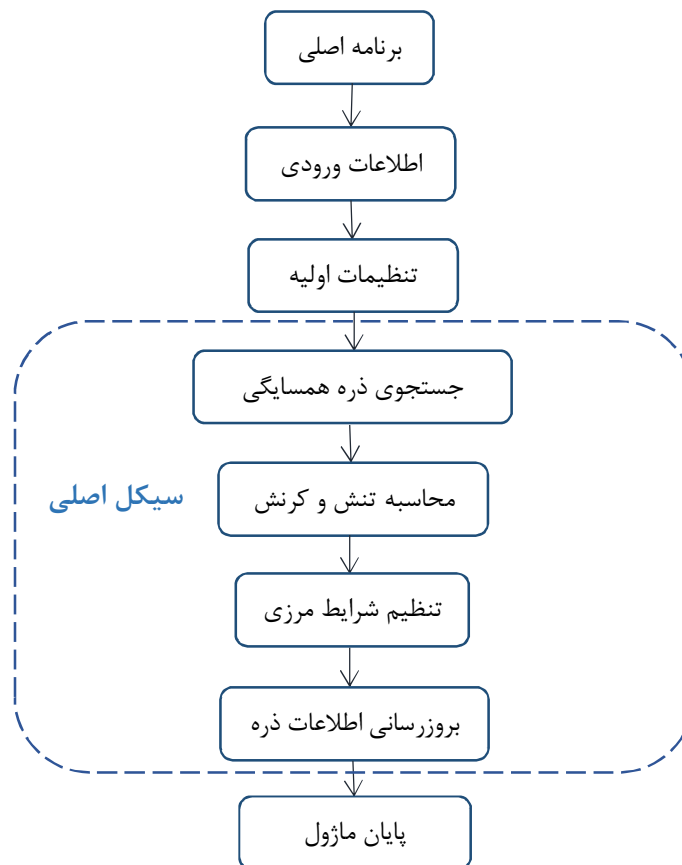 برنامه اصلی
اطلاعات ورودی
تنظیمات اولیه
جستجوی ذره همسایگی
سیکل اصلی
محاسبه تنش و کرنش
تنظیم شرایط مرزی
بروزرسانی اطلاعات ذره
پایان ماژول